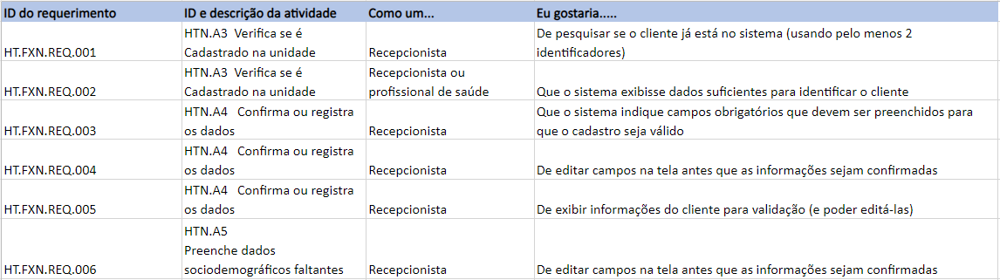 ID do requerimento ID e descrição da atividade Como um... Eu gostaria.....
HT.FXN.REQ.001 HTN.A3 Verifica se é Cadastrado na unidade Recepcionista De pesquisar se o cliente já está no sistema (usando pelo menos 2 identificadores)
HT.FXN.REQ.002 HTN.A3 Verifica se é Cadastrado na unidade Recepcionista ou profissional de saúde Que o sistema exibisse dados suficientes para identificar o cliente
HT.FXN.REQ.003 HTN.A4 Confirma ou registra os dados Recepcionista Que o sistema indique campos obrigatórios que devem ser preenchidos para que o cadastro seja válido
HT.FXN.REQ.004 HTN.A4 Confirma ou registra os dados Recepcionista De editar campos na tela antes que as informações sejam confirmadas
HT.FXN.REQ.005 HTN.A4 Confirma ou registra os dados Recepcionista De exibir informações do cliente para validação (e poder editá-las)
HT.FXN.REQ.006 HTN.A5 Preenche dados sociodemográficos faltantes Recepcionista De editar campos na tela antes que as informações sejam confirmadas